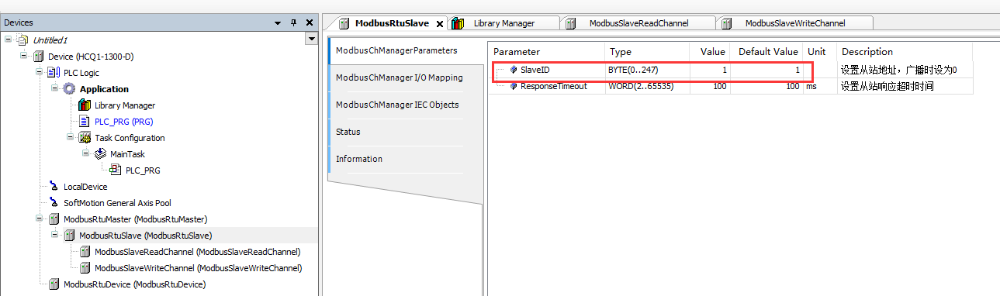 Devices
Untitled1
Device (HCQ1-1300-D)
PLC Logic
Application
Library Manager
PLC_PRG (PRG)
Task Configuration
MainTask
PLC_PRG
LocalDevice
SoftMotion General Axis Pool
ModbusRtuMaster (ModbusRtuMaster)
ModbusRtuSlave (ModbusRtuSlave)
ModbusSlaveReadChannel (ModbusSlaveReadChannel)
ModbusSlaveWriteChannel (ModbusSlaveWriteChannel)
ModbusRtuDevice (ModbusRtuDevice)
ModbusRtuSlave Library Manager ModbusSlaveReadChannel ModbusSlaveWriteChannel
ModbusChManagerParameters
ModbusChManager I/O Mapping
ModbusChManager IEC Objects
Status
Information
Parameter Type Value Default Value Unit Description
SlaveID BYTE(0..247) 1 1 设置从站地址，广播时设为0
ResponseTimeout WORD(2..65535) 100 100 ms 设置从站响应超时时间